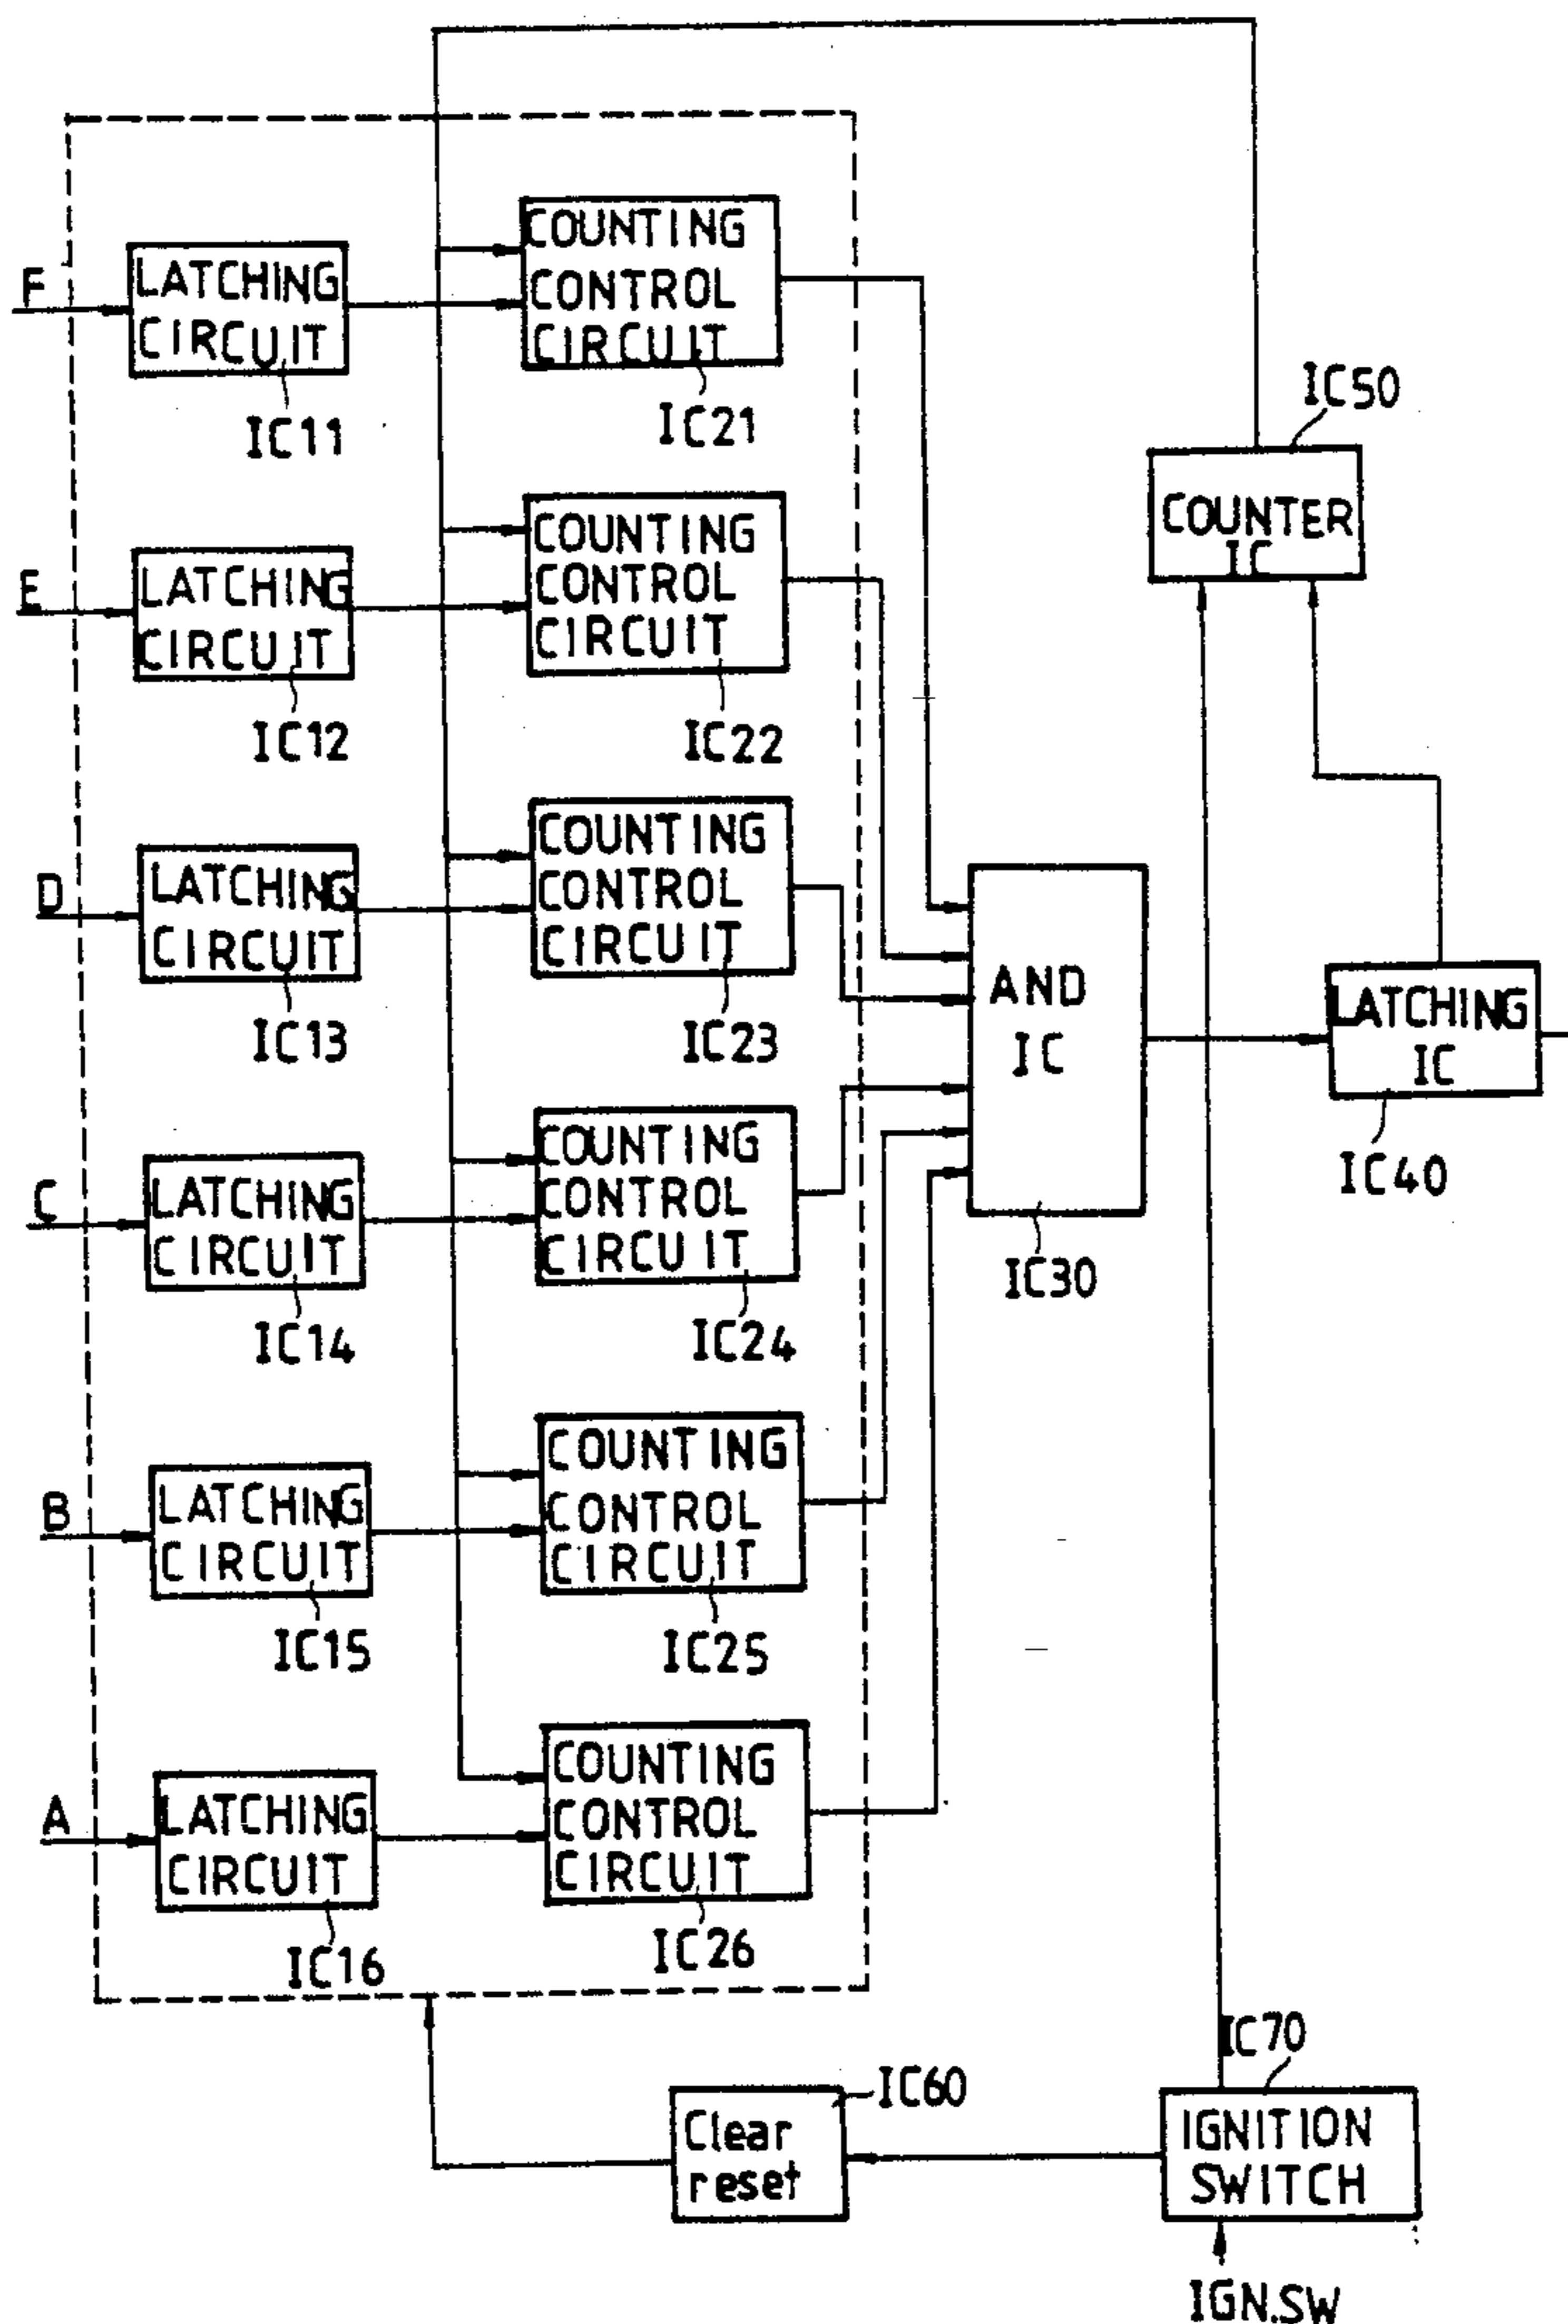 F
LATCHING
CIRCUIT
IC11
COUNTING
CONTROL
CIRCUIT
IC21
IC50
COUNTER
IC
E
LATCHING
CIRCUIT
IC12
COUNTING
CONTROL
CIRCUIT
IC22
D
LATCHING
CIRCUIT
IC13
COUNTING
CONTROL
CIRCUIT
IC23
AND
IC
IC30
LATCHING
IC
IC40
C
LATCHING
CIRCUIT
IC14
COUNTING
CONTROL
CIRCUIT
IC24
B
LATCHING
CIRCUIT
IC15
COUNTING
CONTROL
CIRCUIT
IC25
A
LATCHING
CIRCUIT
IC16
COUNTING
CONTROL
CIRCUIT
IC26
IC60
Clear
reset
IC70
IGNITION
SWITCH
IGN.SW